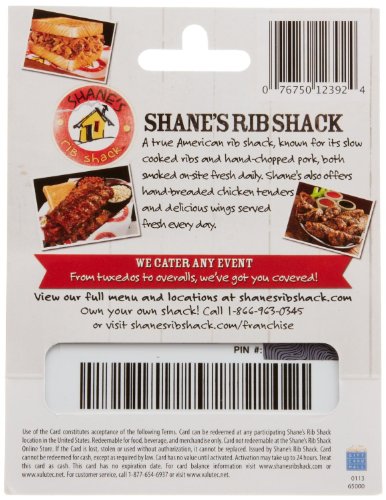 0 76750 12392 4
SHANE'S
rib shack
SHANE'S RIB SHACK
A true American rib shack, known for its slow
cooked ribs and hand-chopped pork, both
smoked on-site fresh daily. Shane's also offers
hand-breaded chicken tenders
and delicious wings served
fresh every day.
WE CATER ANY EVENT
From tuxedos to overalls, we've got you covered!
View our full menu and locations at shanesribshack.com
Own your own shack! Call 1-866-963-0345
or visit shanesribshack.com/franchise
PIN #:
Use of the Card constitutes acceptance of the following Terms. Card can be redeemed at any participating Shane's Rib Shack
location in the United States. Redeemable for food, beverage, and merchandise only. Card not redeemable at the Shane's Rib Shack
Online Store. If the Card is lost, stolen or used without authorization, it cannot be replaced. Issued by Shane's Rib Shack. Card
cannot be redeemed for cash, except as required by law. Card has no value until activated. Activation may take up to 24 hours. Treat
this card as cash. This card has no expiration date. For card balance information visit www.shanesribshack.com or
www.valutec.net. For customer service, call 1-877-654-6937 or visit www.valutec.net.
0113
65000